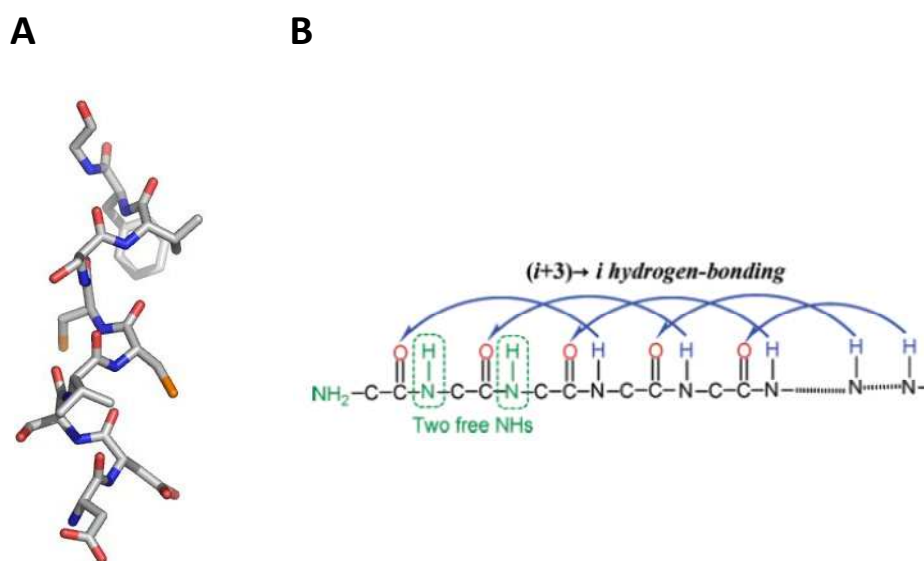 A
B
(i+3)→ i hydrogen-bonding
O H O H O H O H O H H H
NH₂–C–C–N–C–C–N–C–C–N–C–C–N–C–C–N N N
Two free NHs